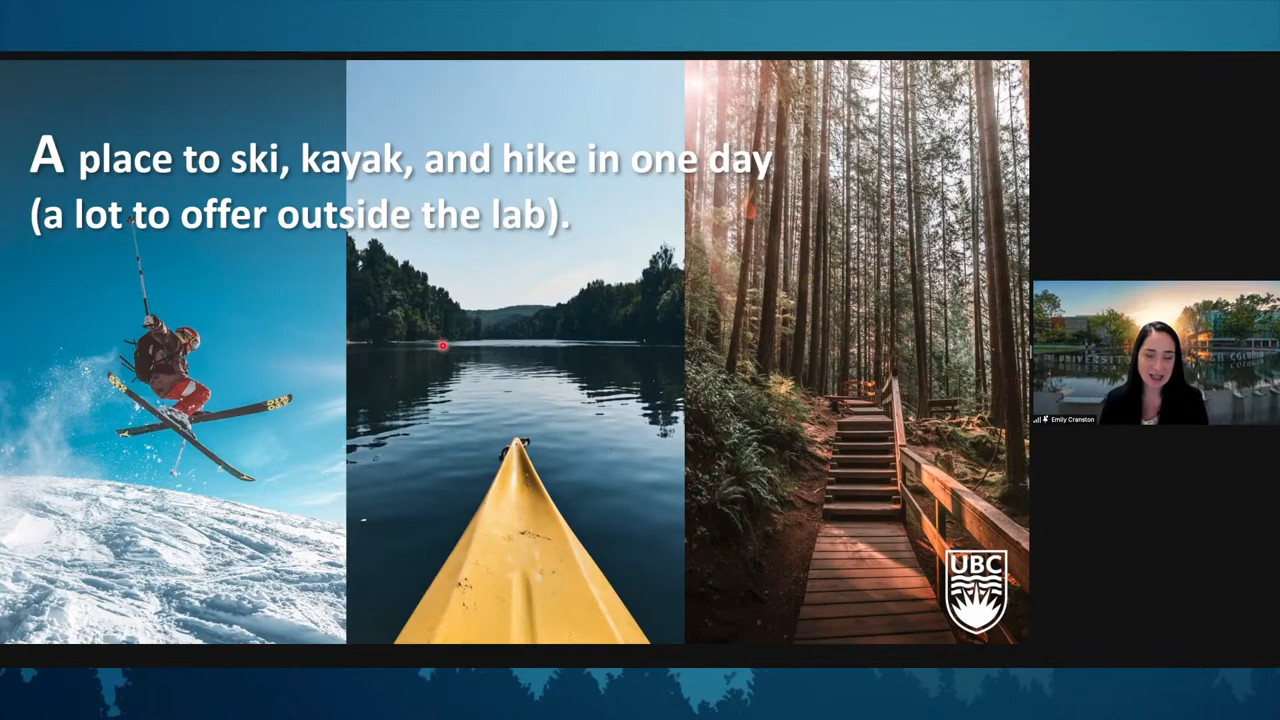 A place to ski, kayak, and hike in one day
(a lot to offer outside the lab).
UBC
Emily Cranston